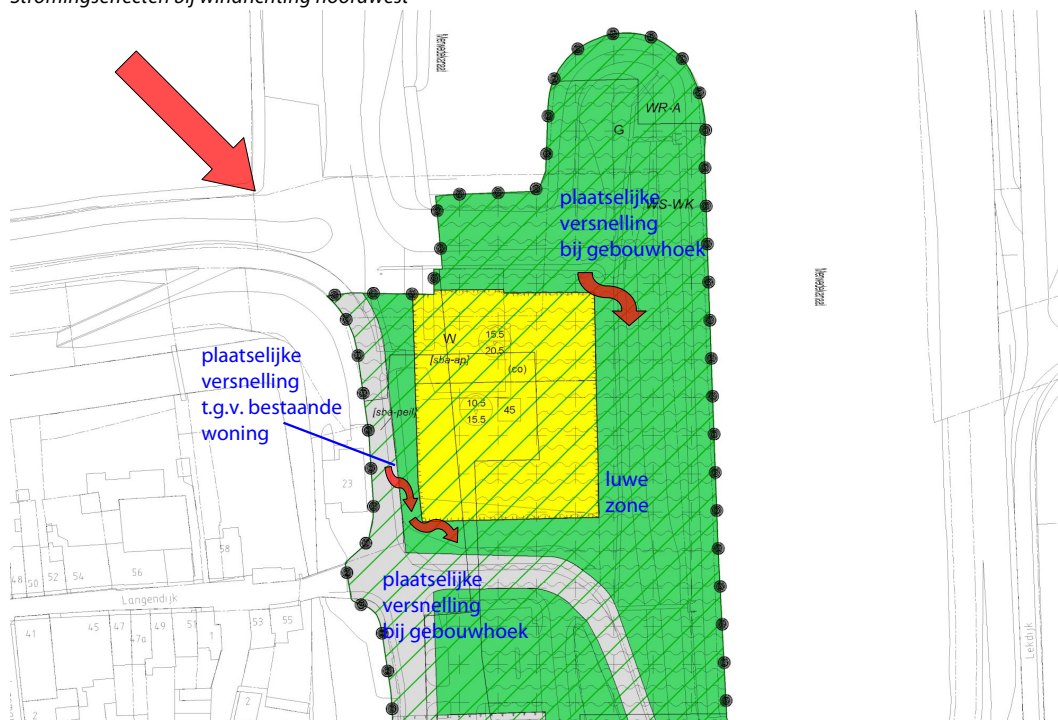 Stromingseffecten bij windrichting noordwest
Merwedekanaal
WR-A
G
plaatselijke
versnelling
bij gebouwhoek
WS-WK
Merwedekanaal
W
15.5
20.5
[sba-ap]
(co)
plaatselijke
versnelling
t.g.v. bestaande
woning
[sba-peil]
10.5
15.5
45
23
luwe
zone
58
48
50
52
54
56
plaatselijke
versnelling
bij gebouwhoek
Langendijk
41
45
47
47a
49
51
1
53
55
2
Lekdijk